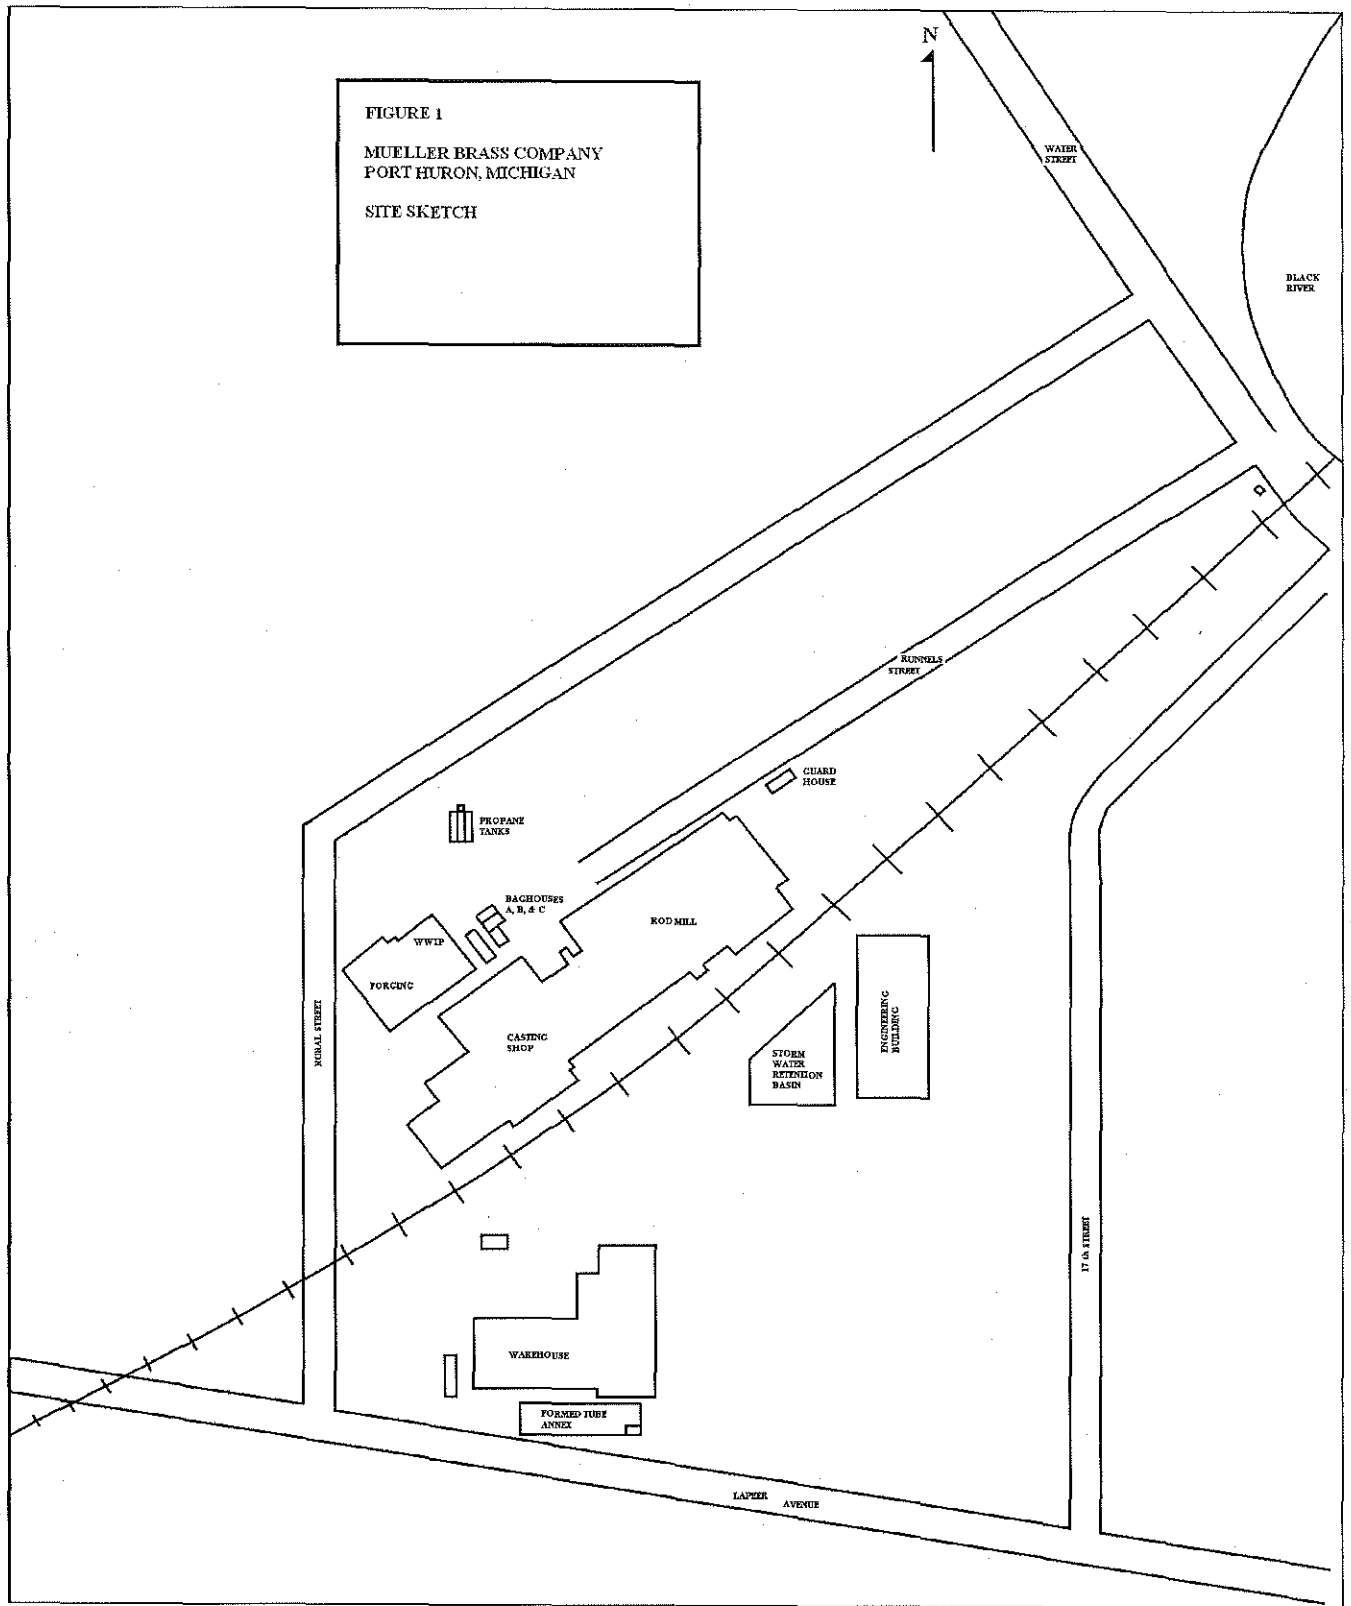 N
FIGURE 1
MUELLER BRASS COMPANY
PORT HURON, MICHIGAN
SITE SKETCH
WATER
STREET
BLACK
RIVER
RUNNELS
STREET
GUARD
HOUSE
PROPANE
TANKS
BAGHOUSES
A, B, & C
ROD MILL
WWTP
FORGING
CASTING
SHOP
MORAL STREET
ENGINEERING
BUILDING
STORM
WATER
RETENTION
BASIN
17 th STREET
WAREHOUSE
FORMED TUBE
ANNEX
LAPEER
AVENUE